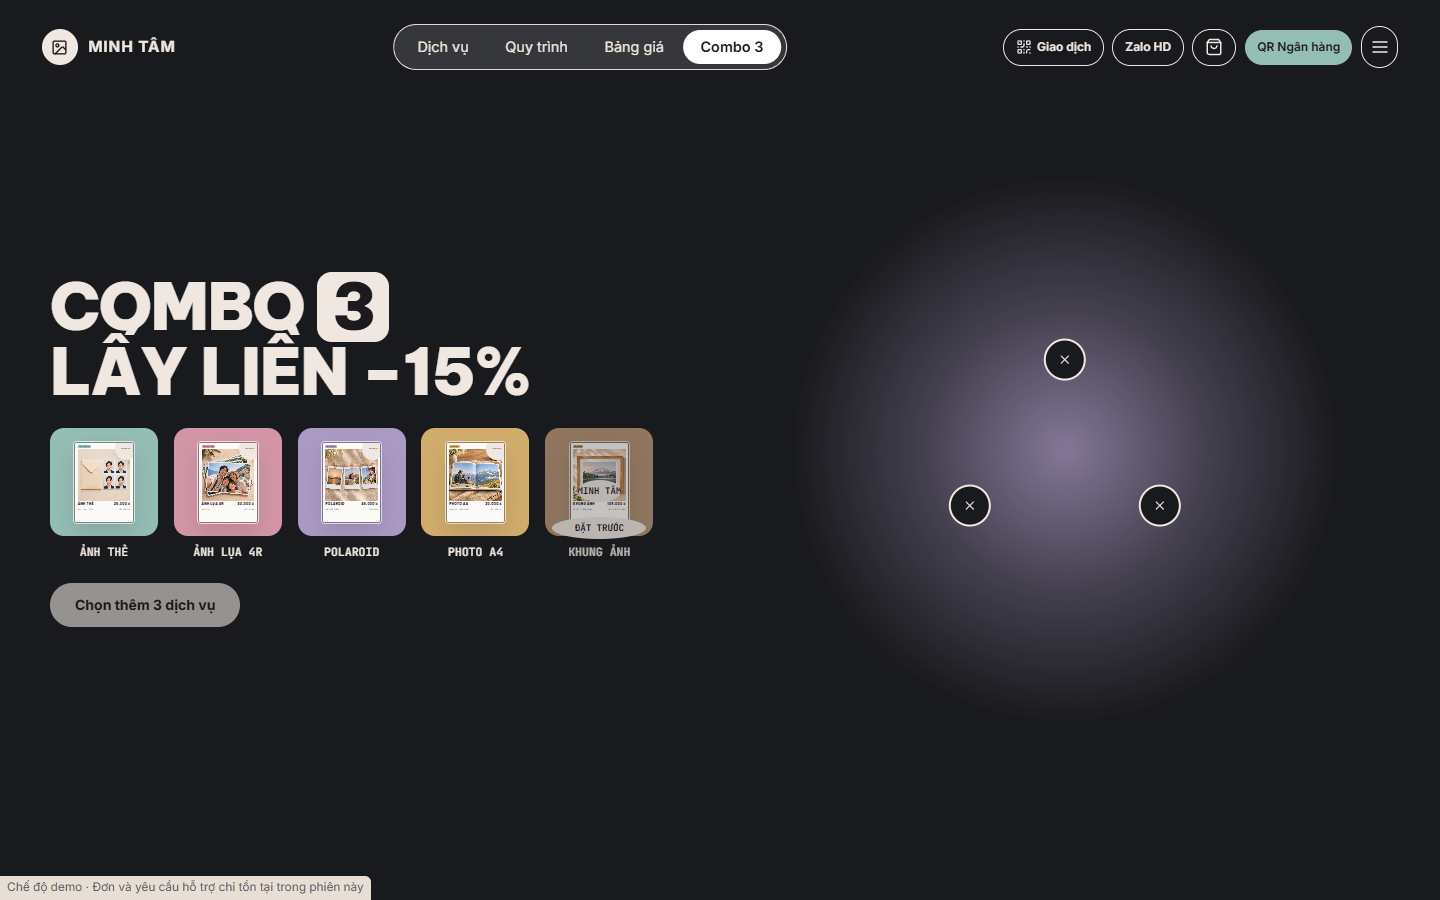 MINH TÂM
Dịch vụ
Quy trình
Bảng giá
Combo 3
Giao dịch
Zalo HD
QR Ngân hàng
COMBO 3
LẤY LIỀN -15%
MINH TÂM
ĐẶT TRƯỚC
ẢNH THẺ
ẢNH LỤA 4R
POLAROID
PHOTO A4
KHUNG ẢNH
Chọn thêm 3 dịch vụ
Chế độ demo · Đơn và yêu cầu hỗ trợ chỉ tồn tại trong phiên này